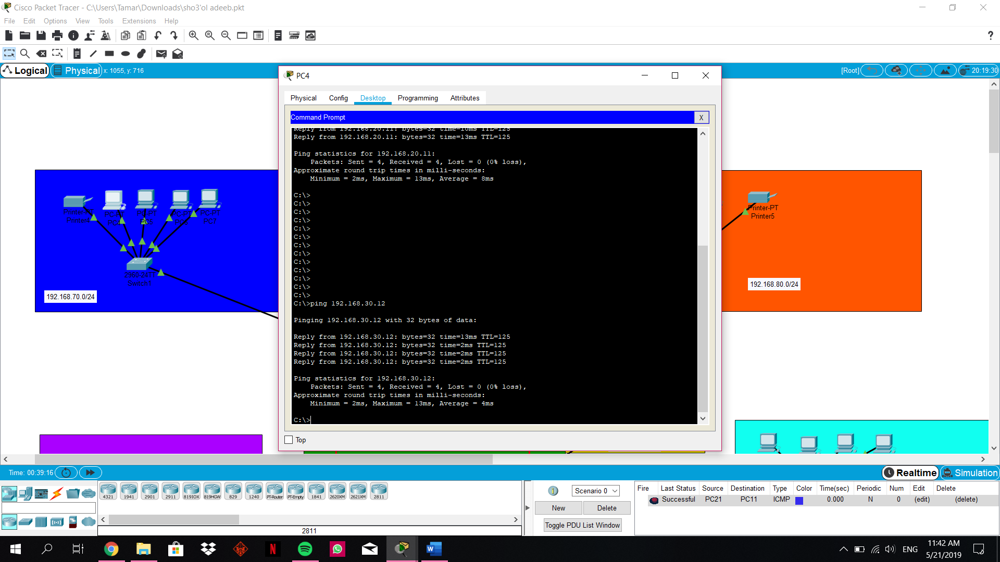 Cisco Packet Tracer - C:\Users\Tamar\Downloads\sho3'ol adeeb.pkt
File Edit Options View Tools Extensions Help
Logical Physical x: 1055, y: 716
[Root] 20:19:30
PC4
Physical Config Desktop Programming Attributes
Command Prompt X
Reply from 192.168.20.11: bytes=32 time=10ms TTL=125
Reply from 192.168.20.11: bytes=32 time=13ms TTL=125
Ping statistics for 192.168.20.11:
Packets: Sent = 4, Received = 4, Lost = 0 (0% loss),
Approximate round trip times in milli-seconds:
Minimum = 2ms, Maximum = 13ms, Average = 8ms
C:\>
C:\>
C:\>
C:\>
C:\>
C:\>
C:\>
C:\>
C:\>
C:\>
C:\>
C:\>
C:\>
C:\>ping 192.168.30.12
Pinging 192.168.30.12 with 32 bytes of data:
Reply from 192.168.30.12: bytes=32 time=13ms TTL=125
Reply from 192.168.30.12: bytes=32 time=2ms TTL=125
Reply from 192.168.30.12: bytes=32 time=2ms TTL=125
Reply from 192.168.30.12: bytes=32 time=2ms TTL=125
Ping statistics for 192.168.30.12:
Packets: Sent = 4, Received = 4, Lost = 0 (0% loss),
Approximate round trip times in milli-seconds:
Minimum = 2ms, Maximum = 13ms, Average = 4ms
C:\>
Top
Printer-PT
Printer4
PC-PT
PC4
PC-PT
PC5
PC-PT
PC6
PC-PT
PC7
2960-24TT
Switch1
192.168.70.0/24
Printer-PT
Printer5
192.168.80.0/24
Time: 00:39:16
Realtime Simulation
4321 1941 2901 2911 819IOX 819HGW 829 1240 PT-Router PT-Empty 1841 2620XM 2621XM 2811
2811
Scenario 0
New Delete
Toggle PDU List Window
Fire Last Status Source Destination Type Color Time(sec) Periodic Num Edit Delete
Successful PC21 PC11 ICMP 0.000 N 0 (edit) (delete)
ENG
11:42 AM
5/21/2019